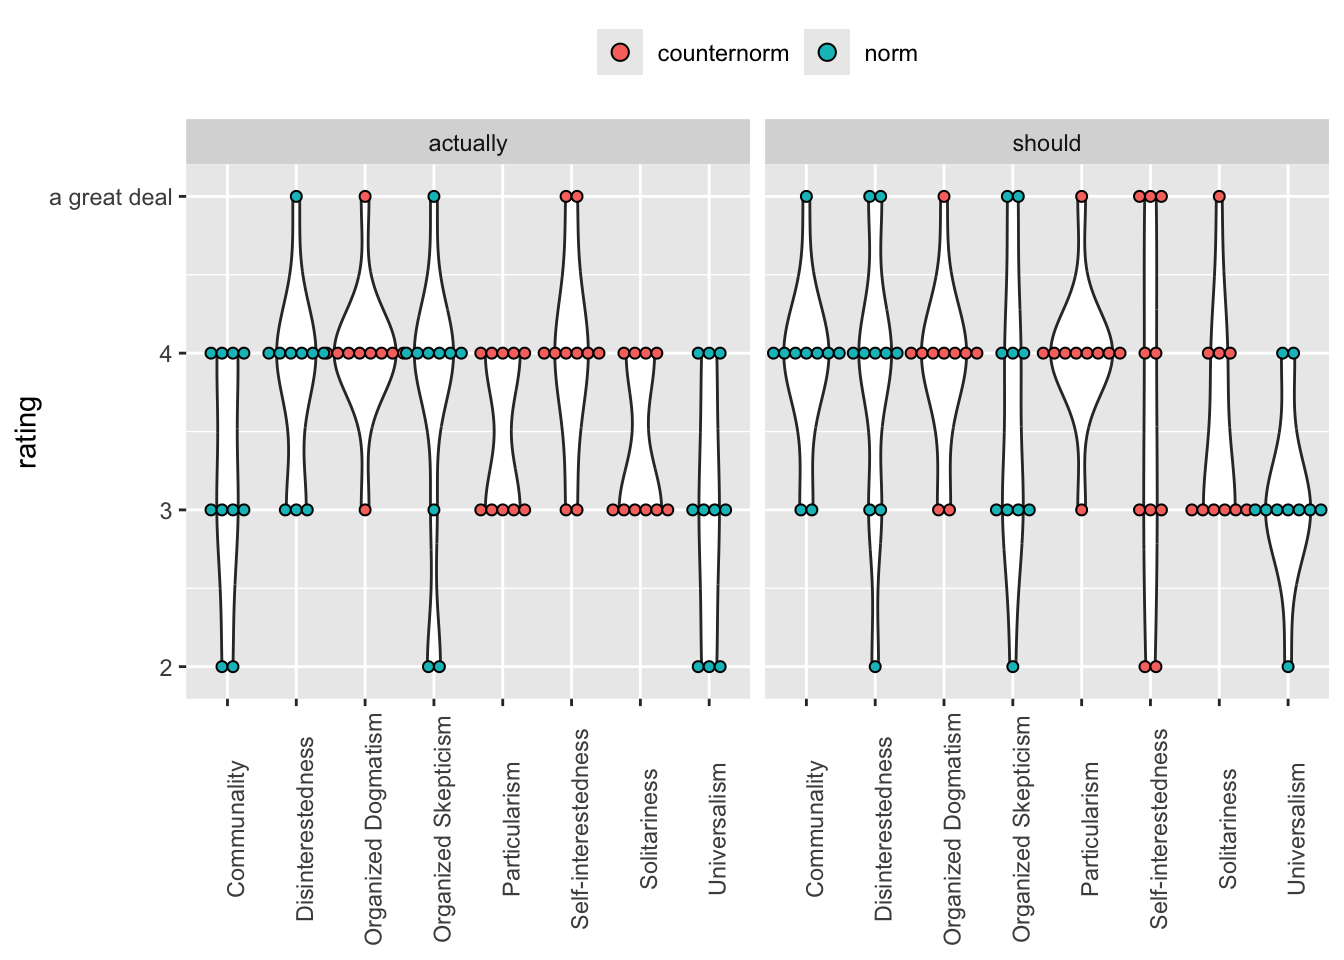 counternorm norm
actually should
a great deal
4
3
2
rating
Communality
Disinterestedness
Organized Dogmatism
Organized Skepticism
Particularism
Self-interestedness
Solitariness
Universalism
Communality
Disinterestedness
Organized Dogmatism
Organized Skepticism
Particularism
Self-interestedness
Solitariness
Universalism